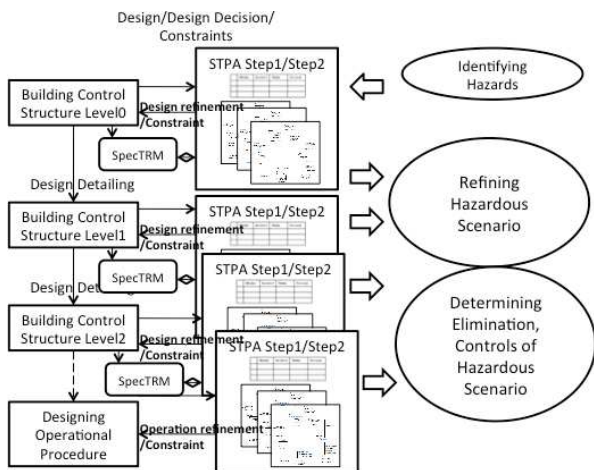 Design/Design Decision/
Constraints
STPA Step1/Step2
Identifying
Hazards
Building Control
Structure Level0
Design refinement
/Constraint
SpecTRM
Design Detailing
Refining
Hazardous
Scenario
STPA Step1/Step2
Building Control
Structure Level1
Design refinement
/Constraint
SpecTRM
STPA Step1/Step2
Design
Building Control
Structure Level2
Determining
Elimination,
Controls of
Hazardous
Scenario
Design refinement
/Constraint
STPA Step1/Step2
SpecTRM
Designing
Operational
Procedure
Operation refinement
/Constraint